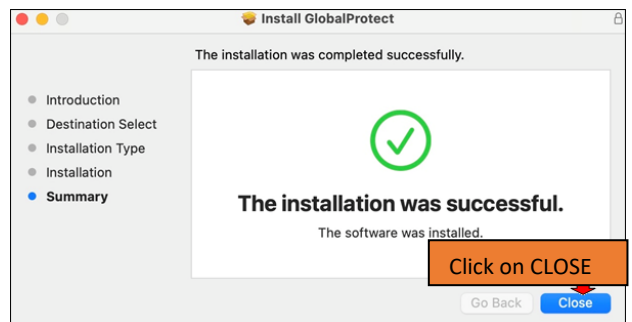 Install GlobalProtect
The installation was completed successfully.
Introduction
Destination Select
Installation Type
Installation
Summary
The installation was successful.
The software was installed.
Click on CLOSE
Go Back
Close